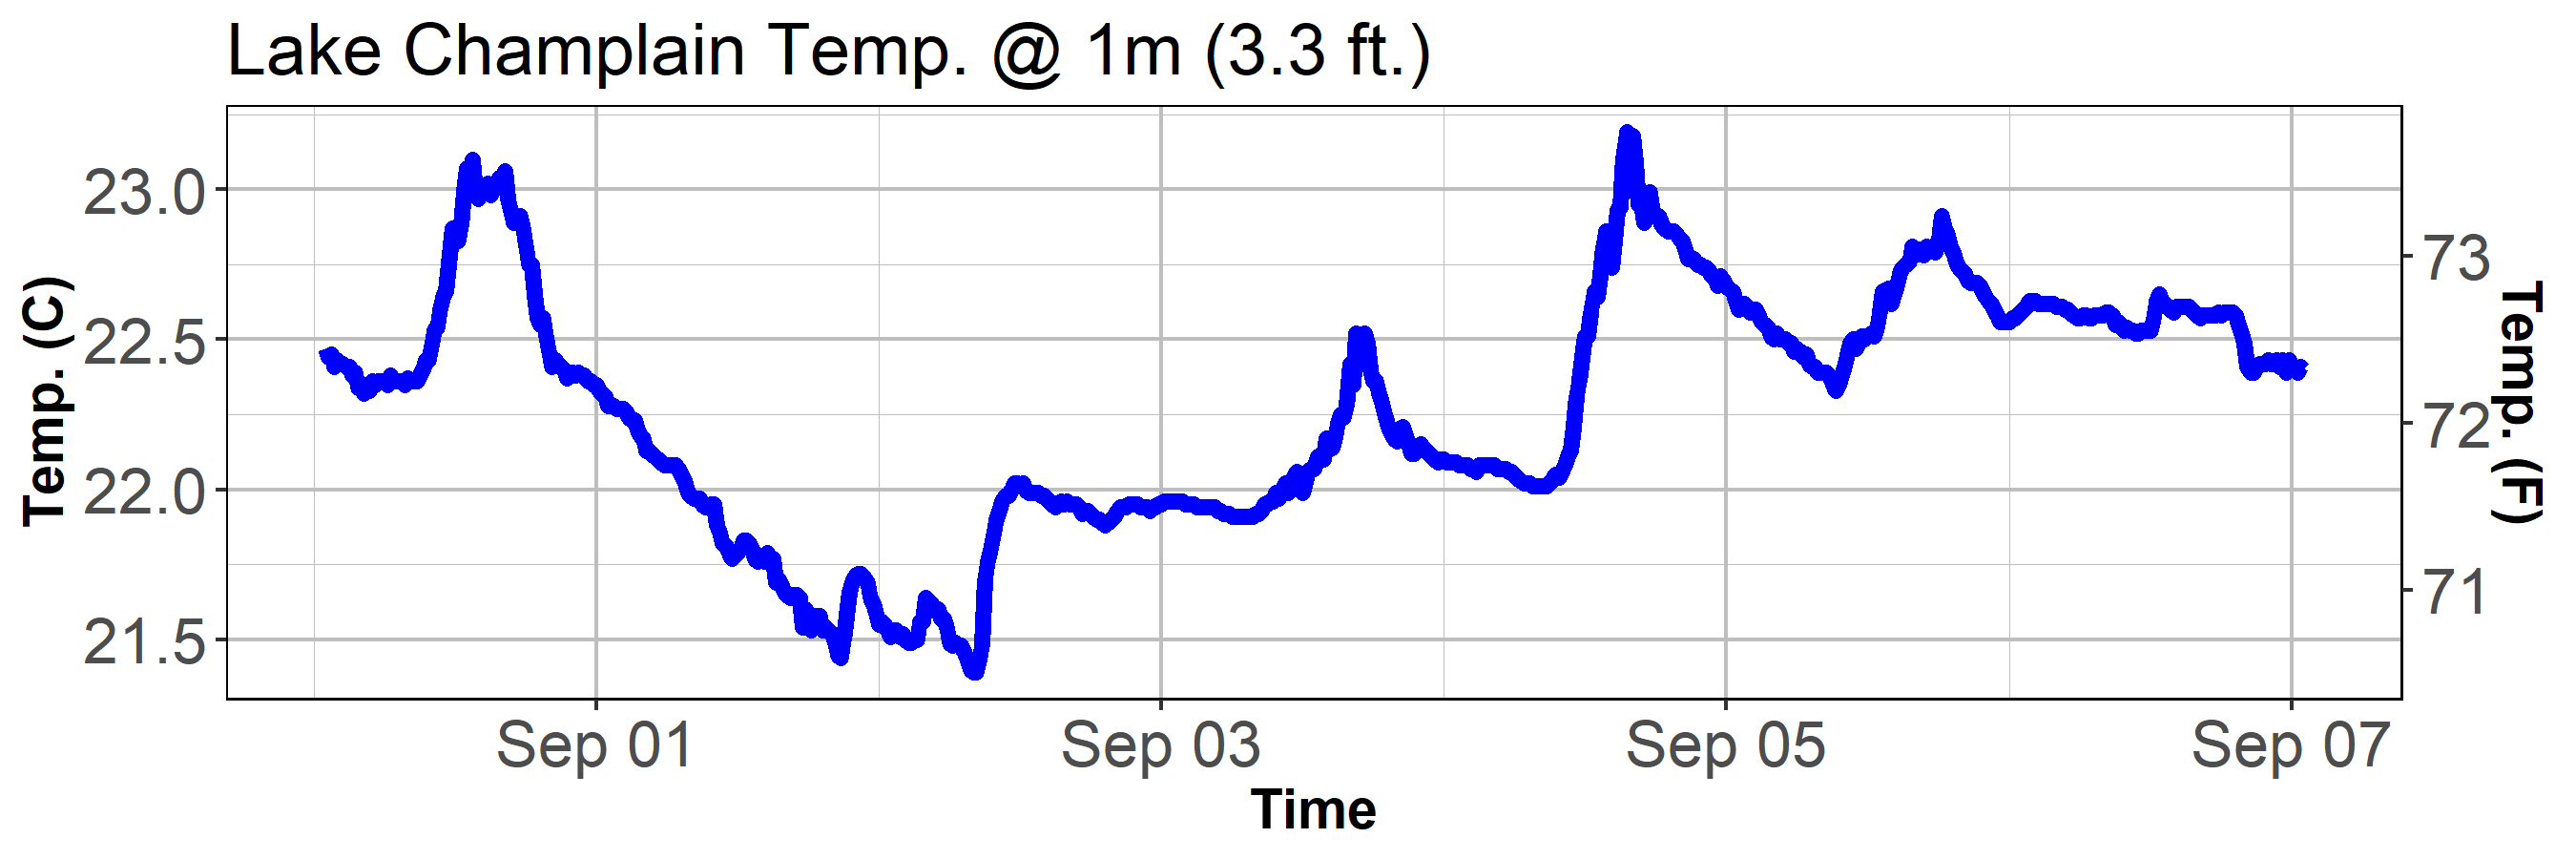 Lake Champlain Temp. @ 1m (3.3 ft.)
Temp. (C)
23.0
22.5
22.0
21.5
73
72
71
Temp. (F)
Sep 01 Sep 03 Sep 05 Sep 07
Time